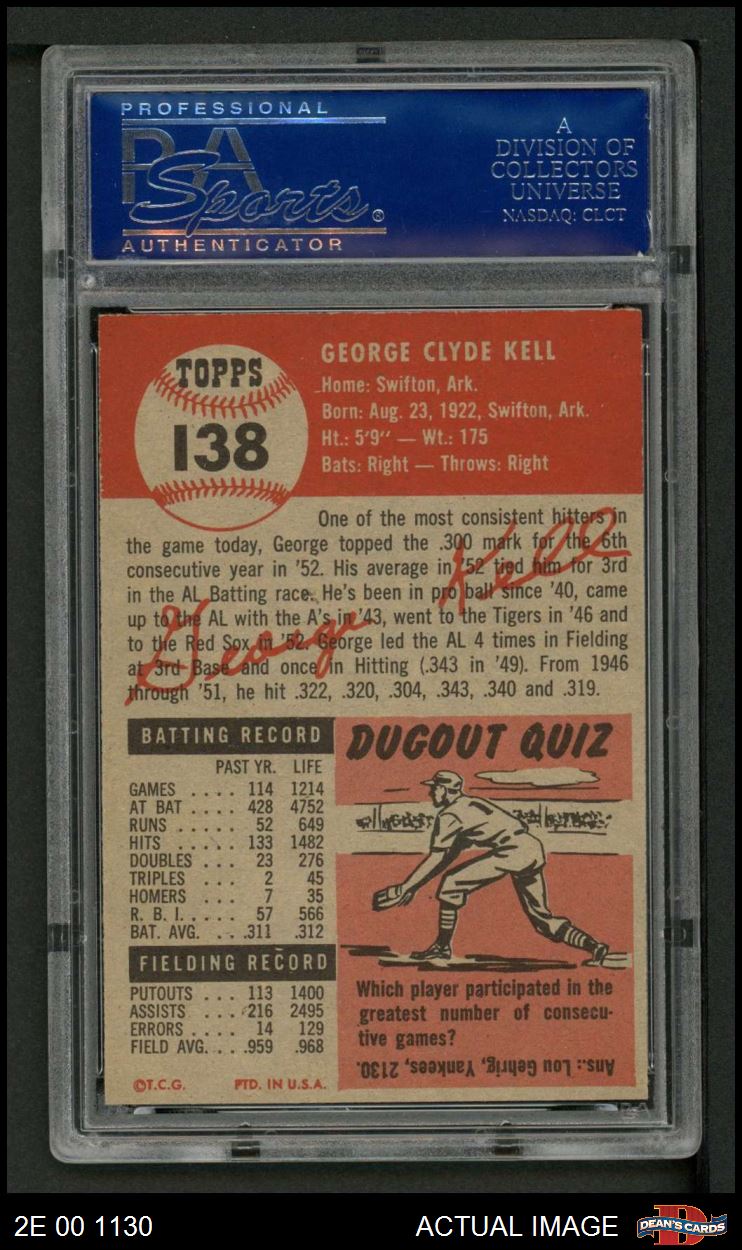 PROFESSIONAL
PSA
Sports®
AUTHENTICATOR
A
DIVISION OF
COLLECTORS
UNIVERSE
NASDAQ: CLCT
TOPPS
138
GEORGE CLYDE KELL
Home: Swifton, Ark.
Born: Aug. 23, 1922, Swifton, Ark.
Ht.: 5'9" — Wt.: 175
Bats: Right — Throws: Right
One of the most consistent hitters in
the game today, George topped the .300 mark for the 6th
consecutive year in '52. His average in '52 tied him for 3rd
in the AL Batting race. He's been in pro ball since '40, came
up to the AL with the A's in '43, went to the Tigers in '46 and
to the Red Sox in '52. George led the AL 4 times in Fielding
at 3rd Base and once in Hitting (.343 in '49). From 1946
through '51, he hit .322, .320, .304, .343, .340 and .319.
George Kell
BATTING RECORD
PAST YR. LIFE
GAMES .... 114 1214
AT BAT .... 428 4752
RUNS ..... 52 649
HITS ..... 133 1482
DOUBLES ... 23 276
TRIPLES ... 2 45
HOMERS ... 7 35
R. B. I. .... 57 566
BAT. AVG. .. .311 .312
FIELDING RECORD
PUTOUTS ... 113 1400
ASSISTS ... 216 2495
ERRORS ... 14 129
FIELD AVG. .. .959 .968
©T.C.G. PTD. IN U.S.A.
DUGOUT QUIZ
Which player participated in the
greatest number of consecu-
tive games?
Ans.: Lou Gehrig, Yankees, 2130.
2E 00 1130
ACTUAL IMAGE
D
DEAN'S CARDS